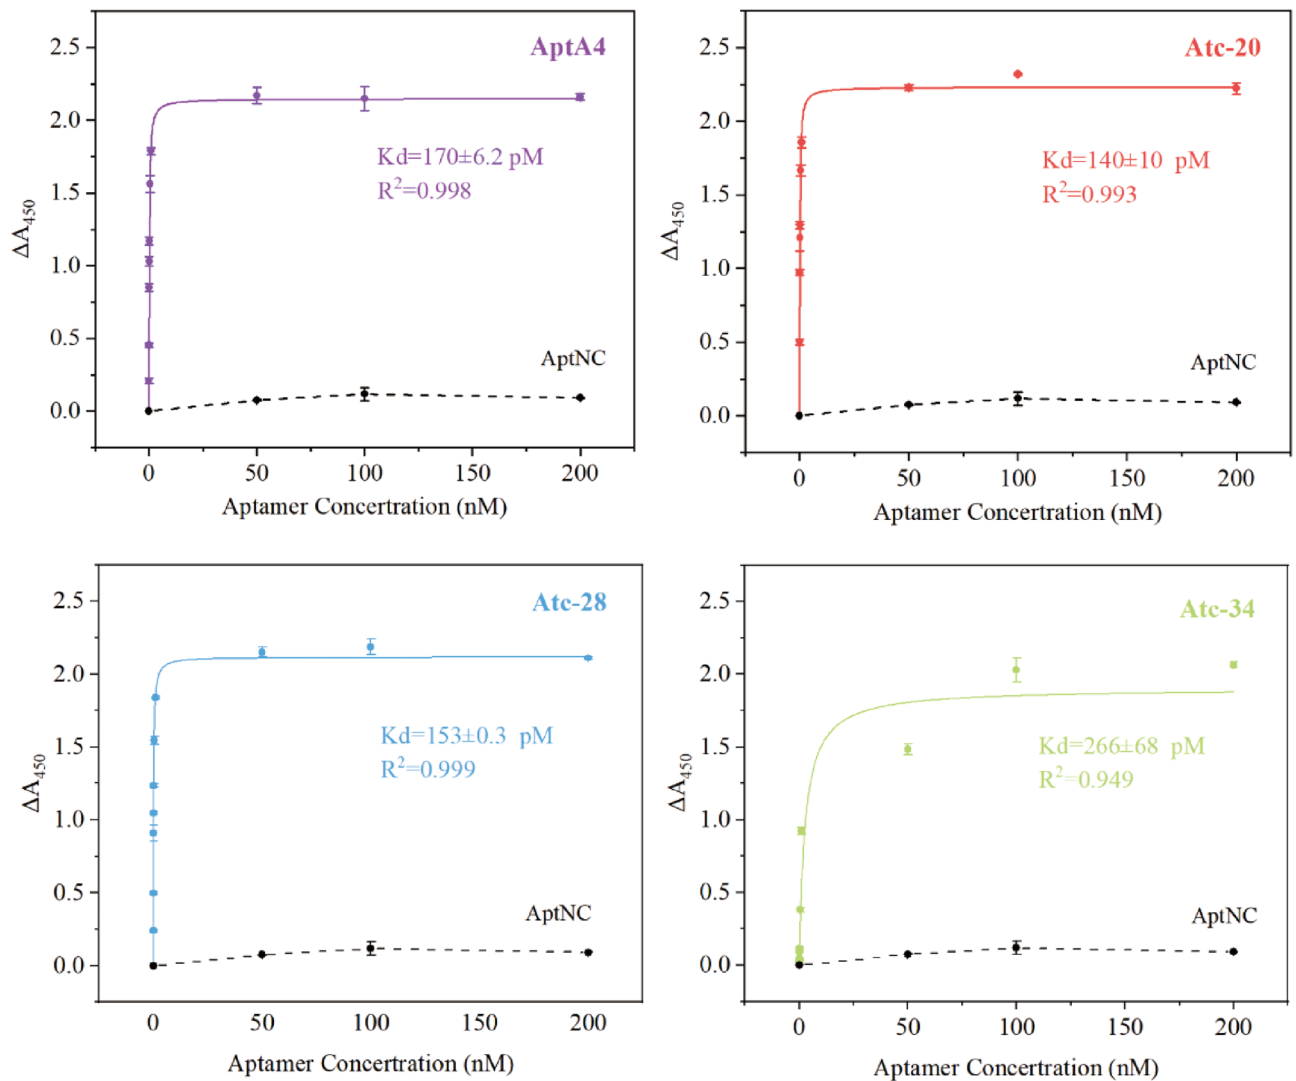 AptA4
2.5
2.0
1.5
1.0
0.5
0.0
ΔA450
Kd=170±6.2 pM
R2=0.998
AptNC
0 50 100 150 200
Aptamer Concertration (nM)
Atc-20
2.5
2.0
1.5
1.0
0.5
0.0
ΔA450
Kd=140±10 pM
R2=0.993
AptNC
0 50 100 150 200
Aptamer Concertration (nM)
Atc-28
2.5
2.0
1.5
1.0
0.5
0.0
ΔA450
Kd=153±0.3 pM
R2=0.999
AptNC
0 50 100 150 200
Aptamer Concertration (nM)
Atc-34
2.5
2.0
1.5
1.0
0.5
0.0
ΔA450
Kd=266±68 pM
R2=0.949
AptNC
0 50 100 150 200
Aptamer Concertration (nM)